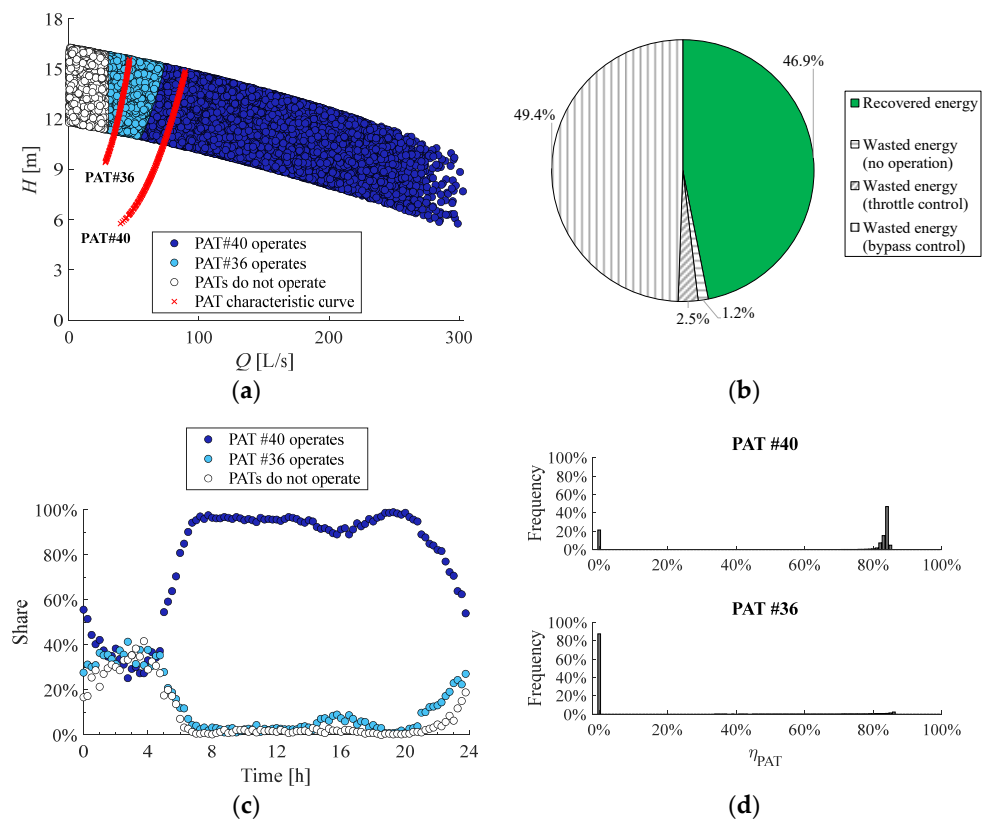 18
15
12
9
6
3
0
H [m]
PAT#36
PAT#40
PAT#40 operates
PAT#36 operates
PATs do not operate
PAT characteristic curve
0
100
200
300
Q [L/s]
(a)
46.9%
49.4%
2.5%
1.2%
Recovered energy
Wasted energy
(no operation)
Wasted energy
(throttle control)
Wasted energy
(bypass control)
(b)
PAT #40 operates
PAT #36 operates
PATs do not operate
100%
80%
60%
40%
20%
0%
Share
0
4
8
12
16
20
24
Time [h]
(c)
PAT #40
100%
80%
60%
40%
20%
0%
Frequency
0%
20%
40%
60%
80%
100%
PAT #36
100%
80%
60%
40%
20%
0%
Frequency
0%
20%
40%
60%
80%
100%
ηPAT
(d)